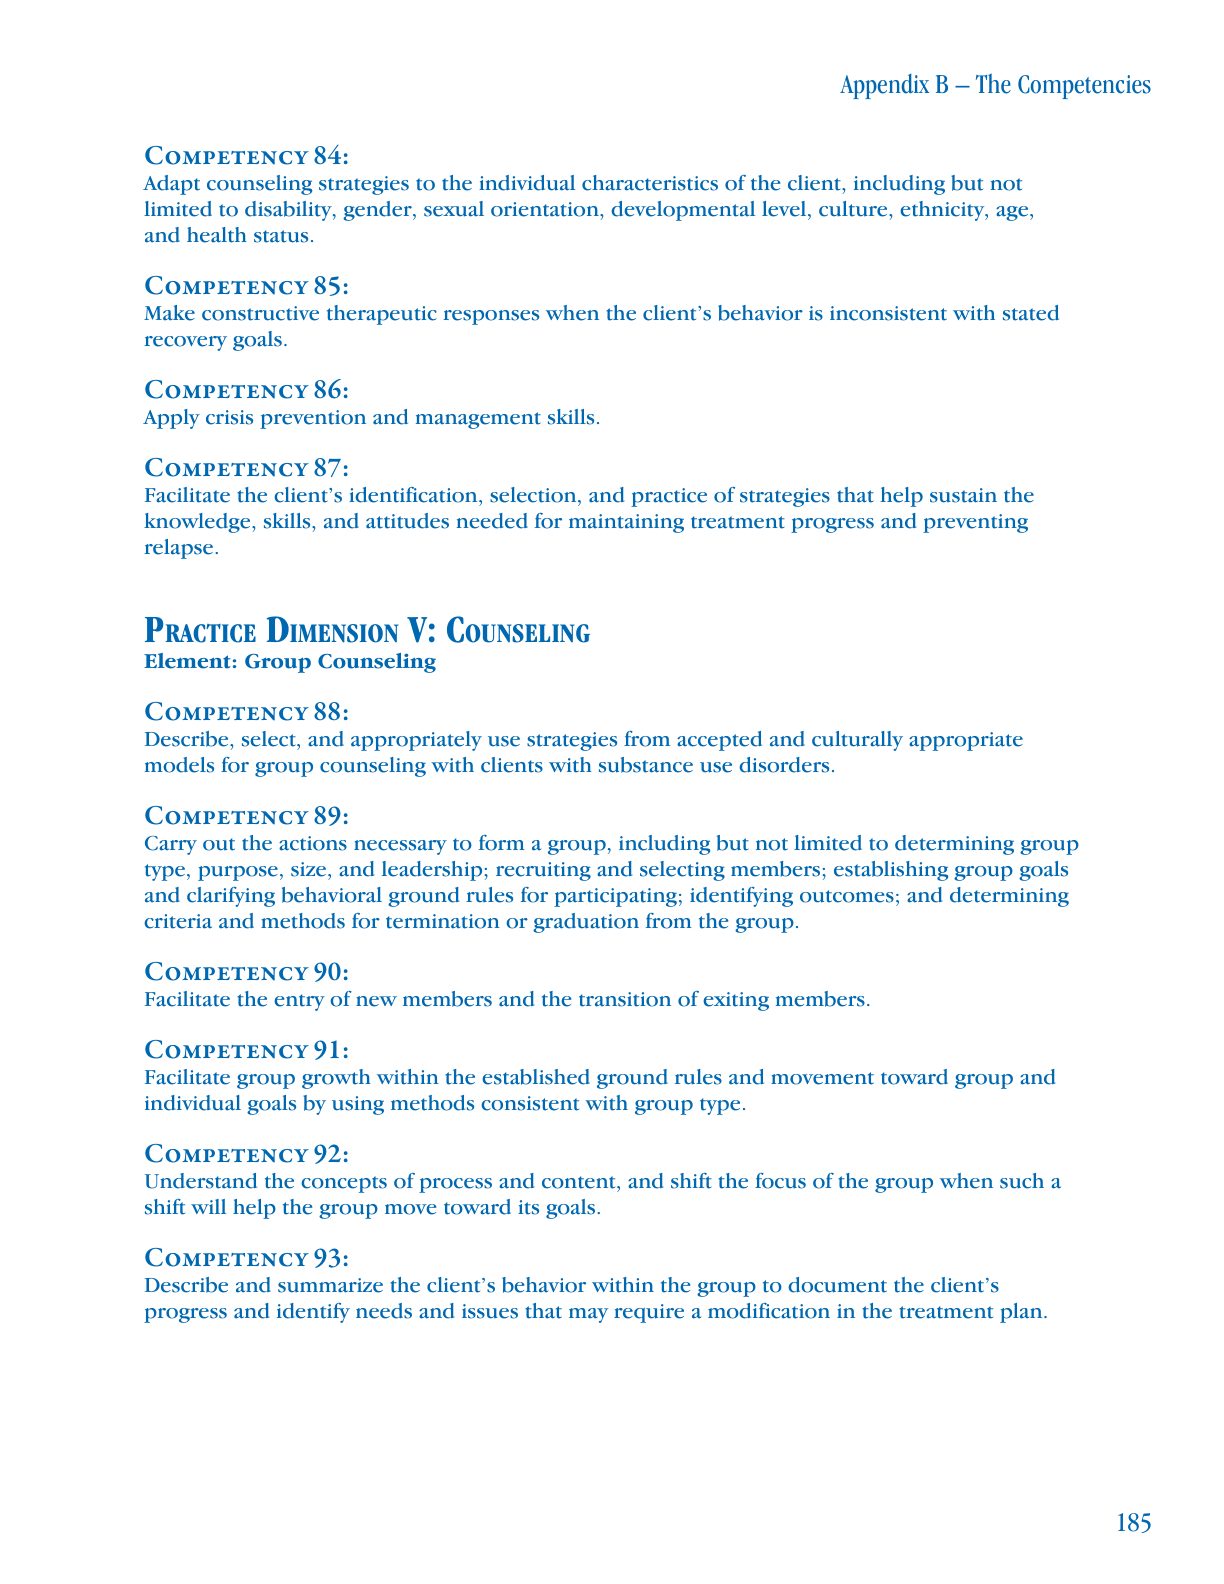 Appendix B – The Competencies
Competency 84:
Adapt counseling strategies to the individual characteristics of the client, including but not
limited to disability, gender, sexual orientation, developmental level, culture, ethnicity, age,
and health status.
Competency 85:
Make constructive therapeutic responses when the client’s behavior is inconsistent with stated
recovery goals.
Competency 86:
Apply crisis prevention and management skills.
Competency 87:
Facilitate the client’s identification, selection, and practice of strategies that help sustain the
knowledge, skills, and attitudes needed for maintaining treatment progress and preventing
relapse.
Practice Dimension V: Counseling
Element: Group Counseling
Competency 88:
Describe, select, and appropriately use strategies from accepted and culturally appropriate
models for group counseling with clients with substance use disorders.
Competency 89:
Carry out the actions necessary to form a group, including but not limited to determining group
type, purpose, size, and leadership; recruiting and selecting members; establishing group goals
and clarifying behavioral ground rules for participating; identifying outcomes; and determining
criteria and methods for termination or graduation from the group.
Competency 90:
Facilitate the entry of new members and the transition of exiting members.
Competency 91:
Facilitate group growth within the established ground rules and movement toward group and
individual goals by using methods consistent with group type.
Competency 92:
Understand the concepts of process and content, and shift the focus of the group when such a
shift will help the group move toward its goals.
Competency 93:
Describe and summarize the client’s behavior within the group to document the client’s
progress and identify needs and issues that may require a modification in the treatment plan.
185